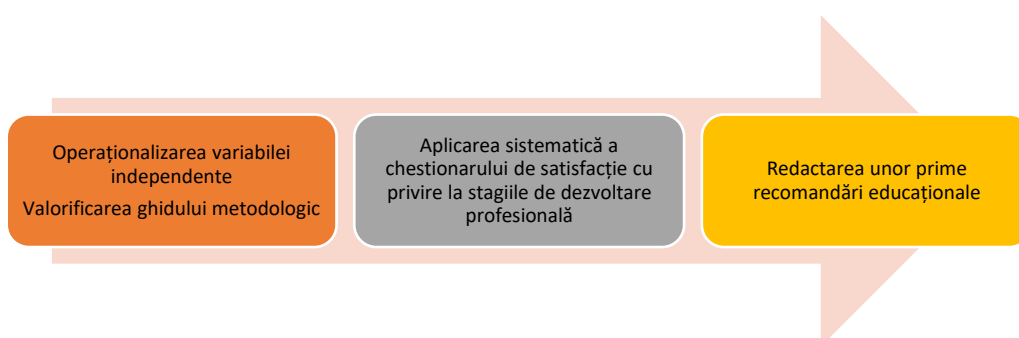 Operaționalizarea variabilei
independente
Valorificarea ghidului metodologic
Aplicarea sistematică a
chestionarului de satisfacție cu
privire la stagiile de dezvoltare
profesională
Redactarea unor prime
recomandări educaționale